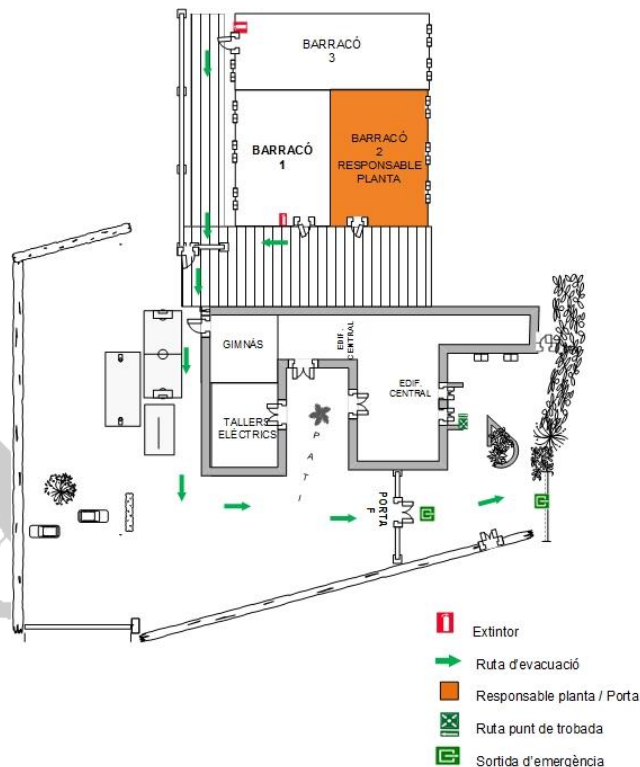 BARRACÓ
3
BARRACÓ
1
BARRACÓ
2
RESPONSABLE
PLANTA
GIMNÀS
EDIF.
CENTRAL
EDIF.
CENTRAL
TALLERS
ELÈCTRICS
PATI
PORTA
F
Extintor
Ruta d'evacuació
Responsable planta / Porta
Ruta punt de trobada
Sortida d'emergència